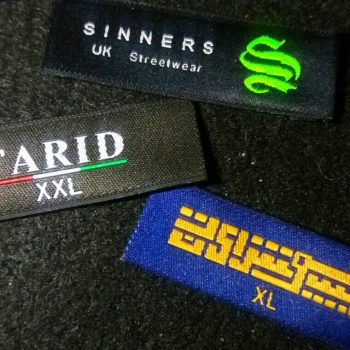 SINNERS
UK Streetwear
S
TARID
XXL
XL